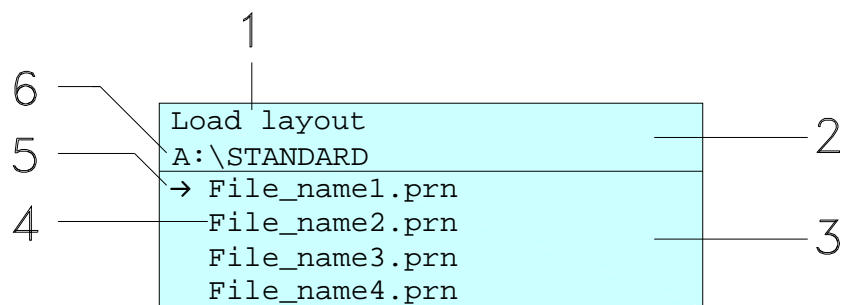 1
6
Load layout
2
A:\STANDARD
5
→ File_name1.prn
4
File_name2.prn
3
File_name3.prn
File_name4.prn